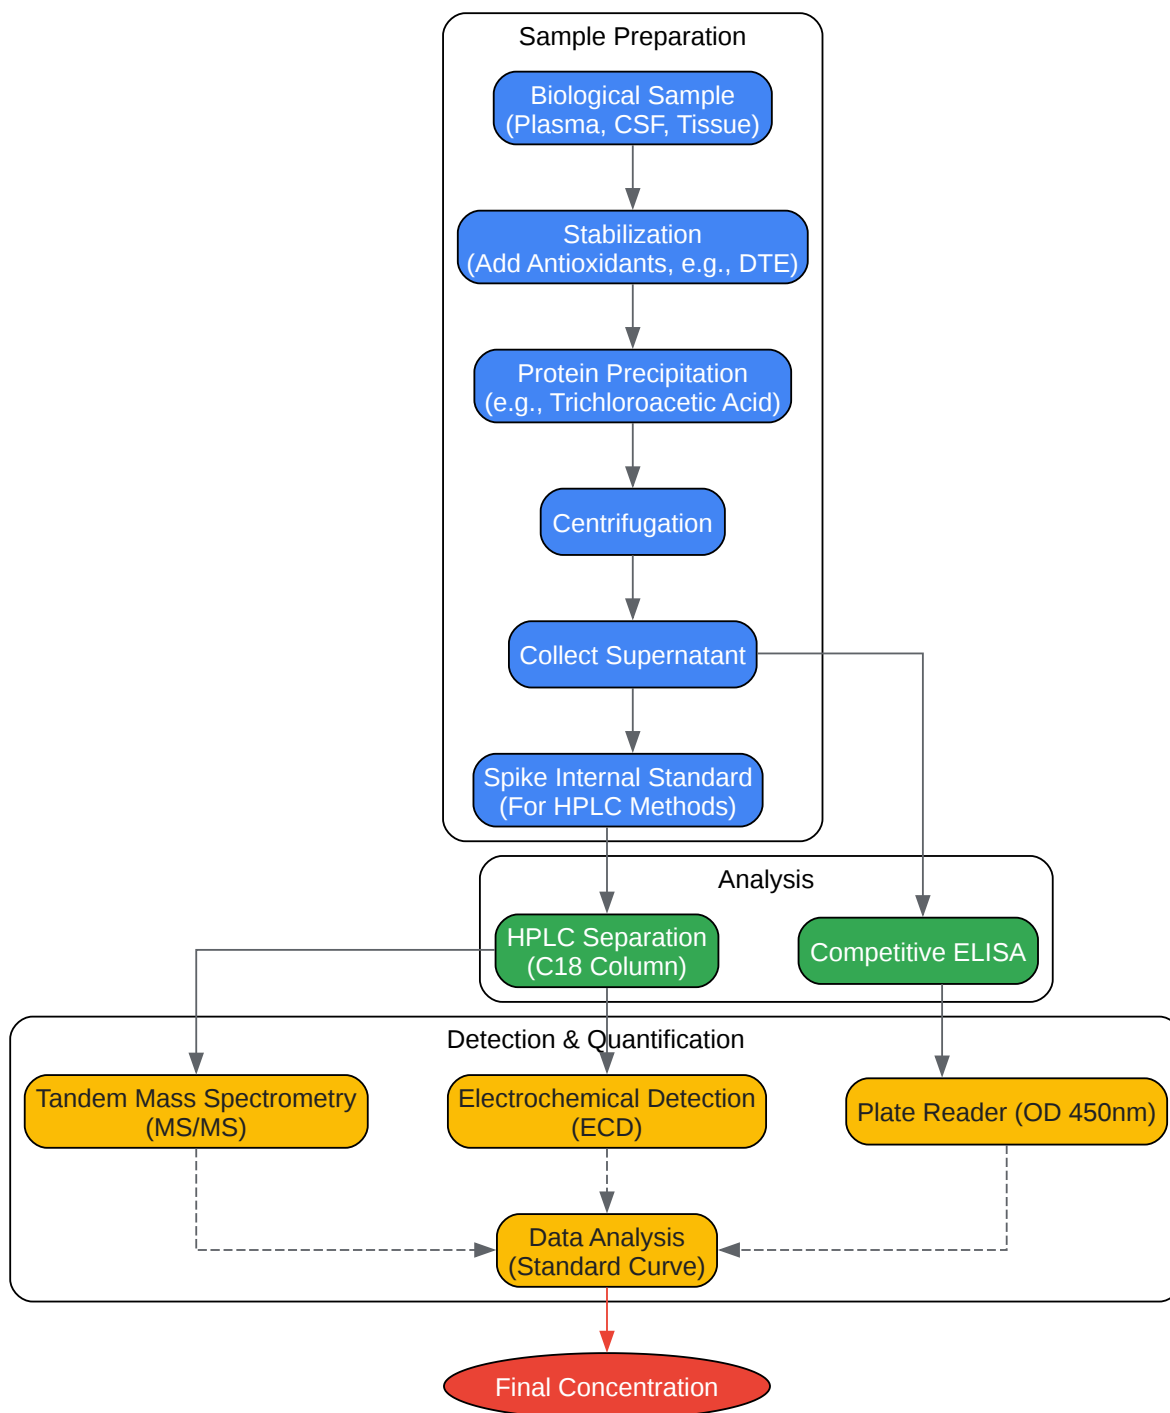 Sample Preparation
Biological Sample
(Plasma, CSF, Tissue)
Stabilization
(Add Antioxidants, e.g., DTE)
Protein Precipitation
(e.g., Trichloroacetic Acid)
Centrifugation
Collect Supernatant
Spike Internal Standard
(For HPLC Methods)
Analysis
HPLC Separation
(C18 Column)
Competitive ELISA
Detection & Quantification
Tandem Mass Spectrometry
(MS/MS)
Electrochemical Detection
(ECD)
Plate Reader (OD 450nm)
Data Analysis
(Standard Curve)
Final Concentration